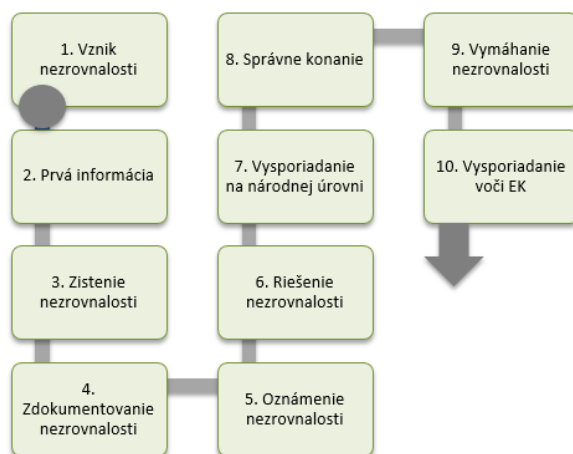 1. Vznik
nezrovnalosti
2. Prvá informácia
3. Zistenie
nezrovnalosti
4.
Zdokumentovanie
nezrovnalosti
5. Oznámenie
nezrovnalosti
6. Riešenie
nezrovnalosti
7. Vysporiadanie
na národnej úrovni
8. Správne konanie
9. Vymáhanie
nezrovnalosti
10. Vysporiadanie
voči EK